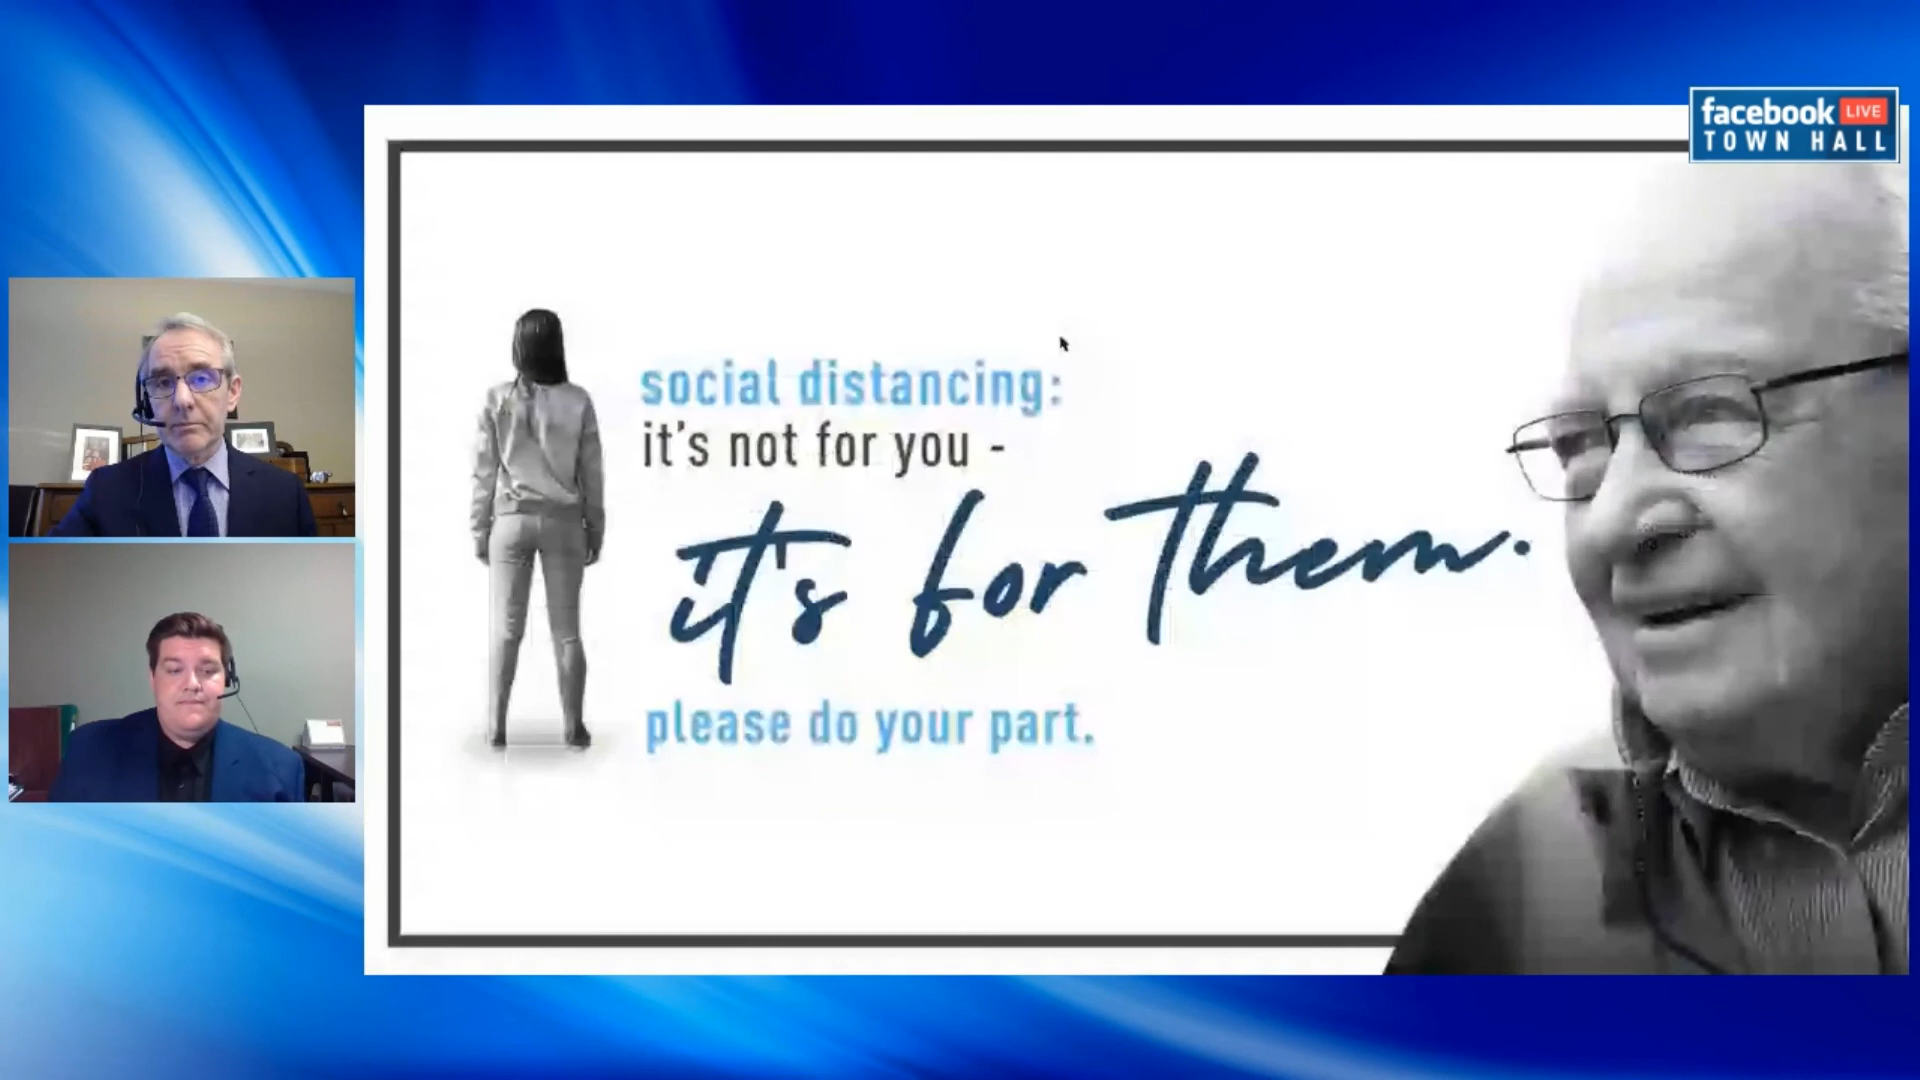 facebook LIVE
TOWN HALL
social distancing:
it's not for you -
it's for them.
please do your part.